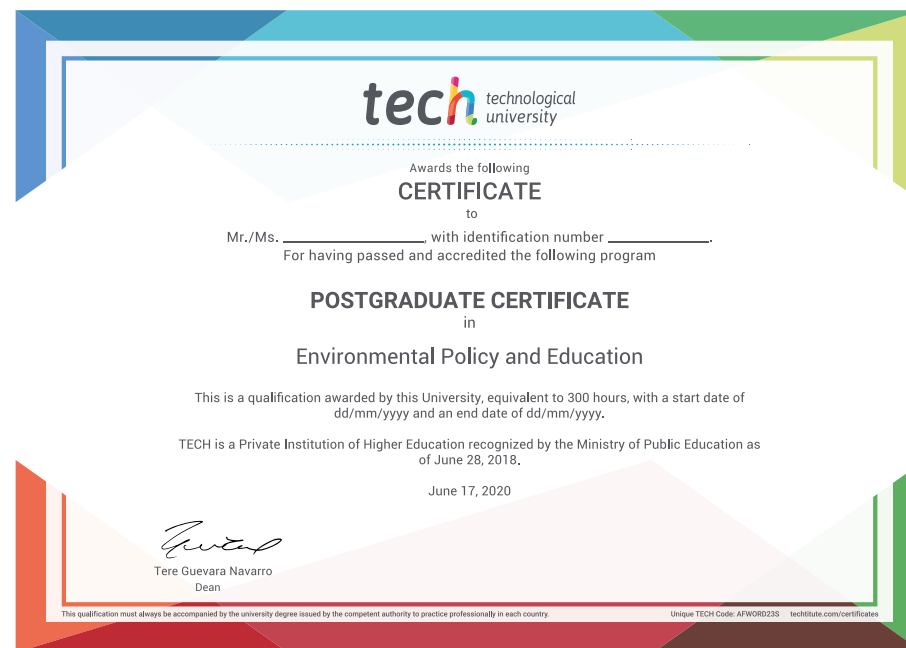 tech technological
university
Awards the following
CERTIFICATE
to
Mr./Ms. ____________, with identification number ____________.
For having passed and accredited the following program
POSTGRADUATE CERTIFICATE
in
Environmental Policy and Education
This is a qualification awarded by this University, equivalent to 300 hours, with a start date of
dd/mm/yyyy and an end date of dd/mm/yyyy.
TECH is a Private Institution of Higher Education recognized by the Ministry of Public Education as
of June 28, 2018.
June 17, 2020
Tere Guevara Navarro
Dean
This qualification must always be accompanied by the university degree issued by the competent authority to practice professionally in each country. Unique TECH Code: AFWORD23S techtitute.com/certificates